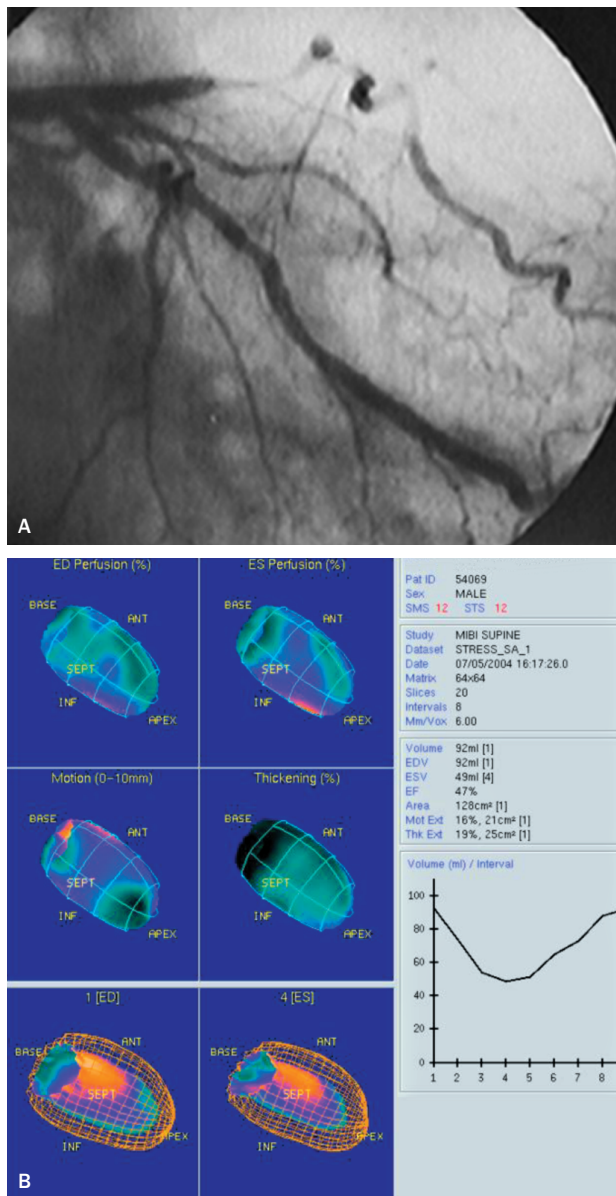 A
ED Perfusion (%)
BASE
ANT
SEPT
INF
APEX
ES Perfusion (%)
BASE
ANT
SEPT
INF
APEX
Motion (0-10mm)
BASE
SEPT
INF
APEX
Thickening (%)
BASE
SEPT
INF
APEX
1 [ED]
BASE
ANT
SEPT
INF
APEX
4 [ES]
BASE
ANT
SEPT
INF
APEX
B
Pat ID 54069
Sex MALE
SMS 12 STS 12
Study MIBI SUPINE
Dataset STRESS_SA_1
Date 07/05/2004 16:17:26.0
Matrix 64x64
Slices 20
Intervals 8
Mm/Vox 6.00
Volume 92ml [1]
EDV 92ml [1]
ESV 49ml [4]
EF 47%
Area 128cm² [1]
Mot Ext 16%, 21cm² [1]
Thk Ext 19%, 25cm² [1]
Volume (ml) / Interval
100
80
60
40
20
0
1 2 3 4 5 6 7 8